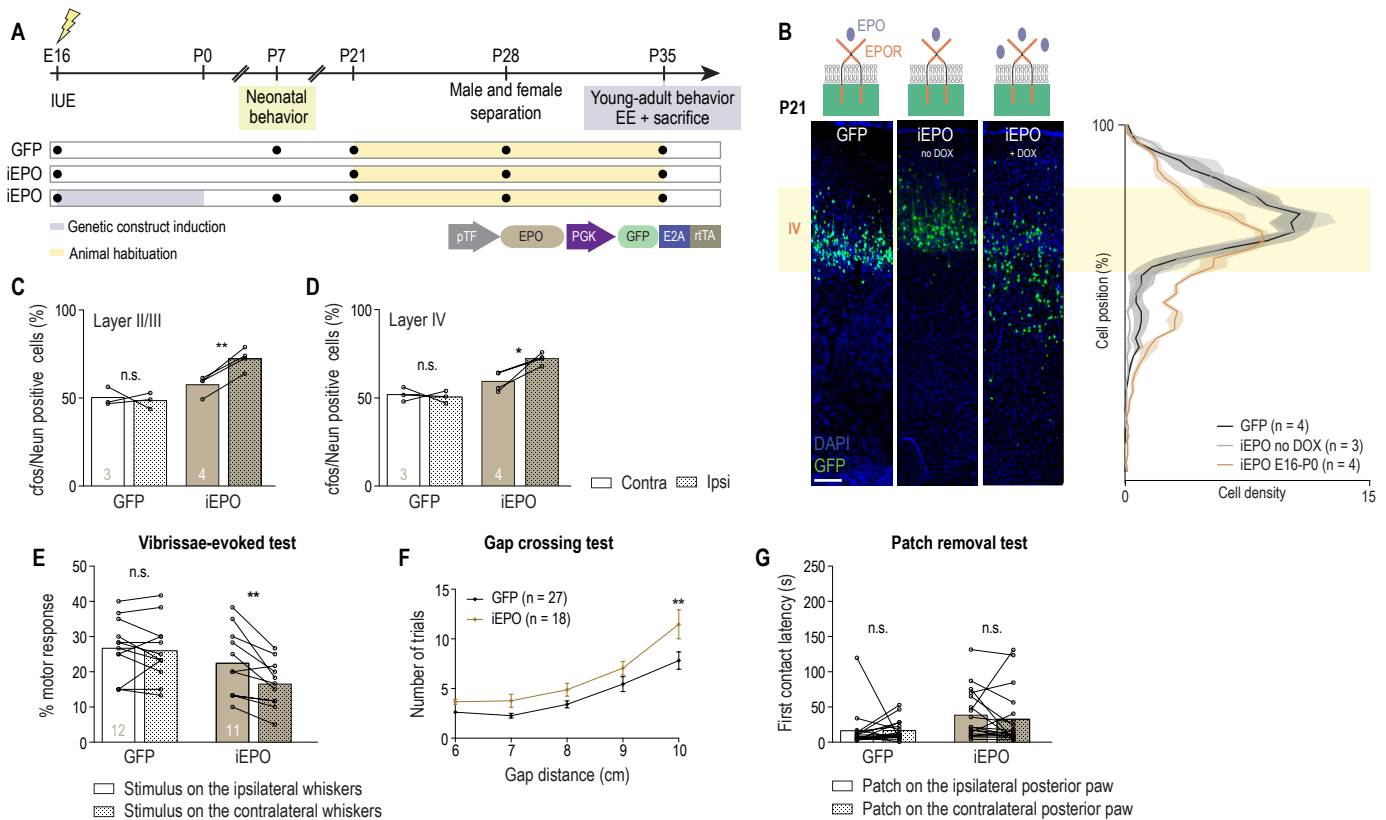 A
E16
P0
P7
P21
P28
P35
IUE
Neonatal
behavior
Male and female
separation
Young-adult behavior
EE + sacrifice
GFP
iEPO
iEPO
Genetic construct induction
Animal habituation
pTF
EPO
PGK
GFP
E2A
rtTA
B
EPO
EPOR
P21
GFP
iEPO
no DOX
iEPO
+ DOX
IV
DAPI
GFP
100
Cell position (%)
GFP (n = 4)
iEPO no DOX (n = 3)
iEPO E16-P0 (n = 4)
0
Cell density
15
C
cfos/Neun positive cells (%)
100
50
0
Layer II/III
n.s.
**
3
4
GFP
iEPO
D
cfos/Neun positive cells (%)
100
50
0
Layer IV
n.s.
*
3
4
GFP
iEPO
Contra
Ipsi
E
Vibrissae-evoked test
% motor response
50
40
30
20
10
0
n.s.
**
12
11
GFP
iEPO
Stimulus on the ipsilateral whiskers
Stimulus on the contralateral whiskers
F
Gap crossing test
Number of trials
15
10
5
0
GFP (n = 27)
iEPO (n = 18)
**
6
7
8
9
10
Gap distance (cm)
G
Patch removal test
First contact latency (s)
250
200
150
100
50
0
n.s.
n.s.
GFP
iEPO
Patch on the ipsilateral posterior paw
Patch on the contralateral posterior paw